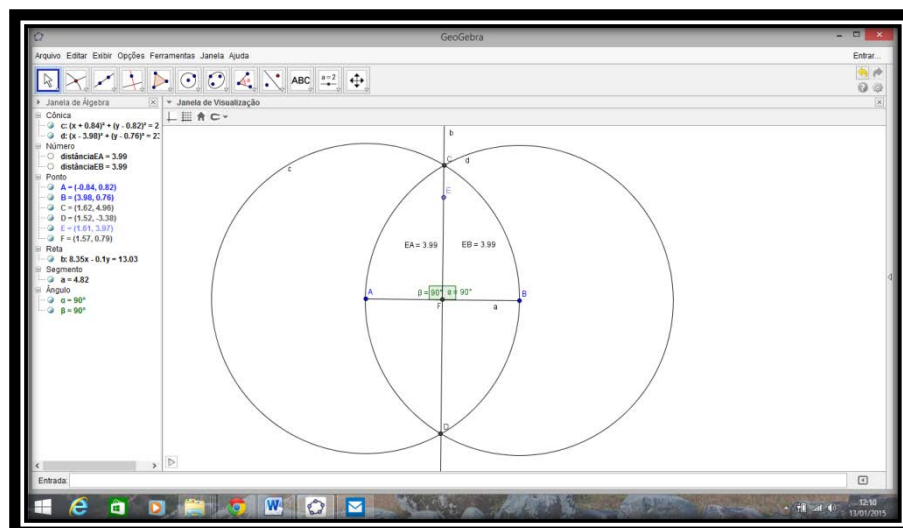 GeoGebra
Arquivo Editar Exibir Opções Ferramentas Janela Ajuda
Entrar...
ABC
a=2
Janela de Álgebra
Janela de Visualização
Cônica
c: (x + 0.84)² + (y - 0.82)² = 2
d: (x - 3.98)² + (y - 0.76)² = 23
Número
distânciaEA = 3.99
distânciaEB = 3.99
Ponto
A = (-0.84, 0.82)
B = (3.98, 0.76)
C = (1.62, 4.96)
D = (1.52, -3.38)
E = (1.61, 3.97)
F = (1.57, 0.79)
Reta
b: 8.35x - 0.1y = 13.03
Segmento
a = 4.82
Ângulo
α = 90°
β = 90°
b
C
d
c
E
EA = 3.99
EB = 3.99
A
β = 90°
α = 90°
B
F
a
D
Entrada:
12:10
13/01/2015